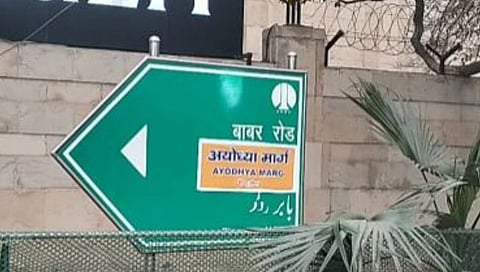 बाबर रोड
अयोध्या मार्ग
AYODHYA MARG
بابر روڈ